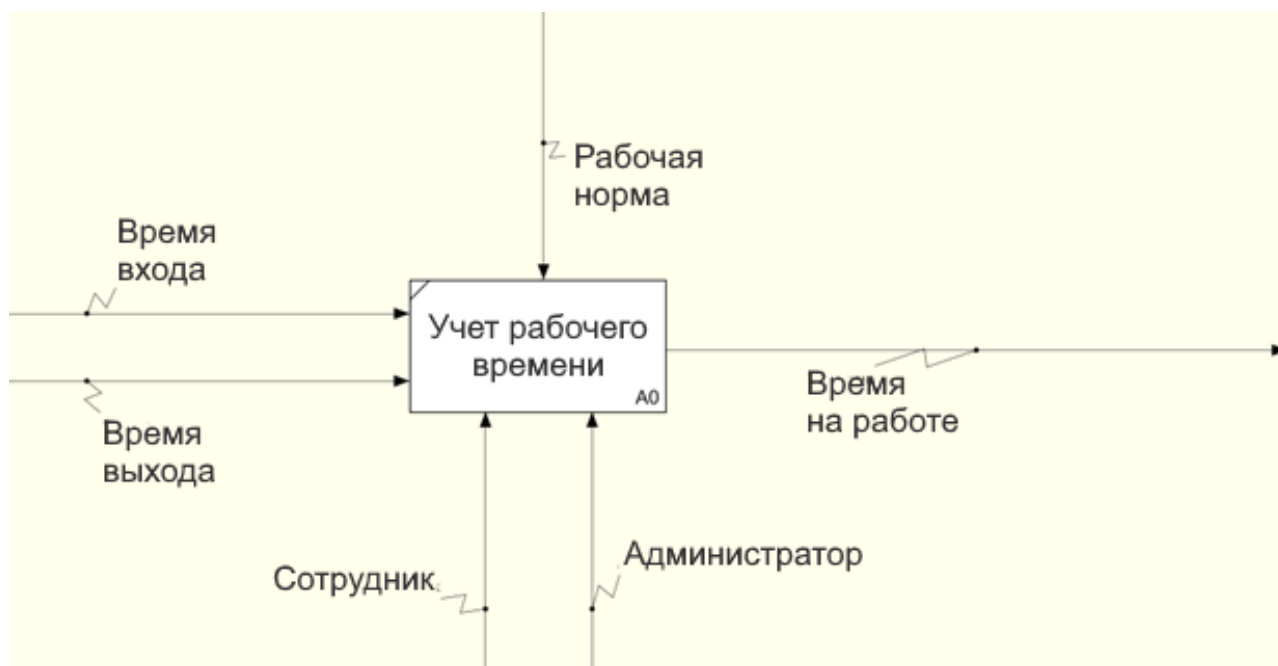 Рабочая
норма
Время
входа
Учет рабочего
времени
A0
Время
на работе
Время
выхода
Администратор
Сотрудник